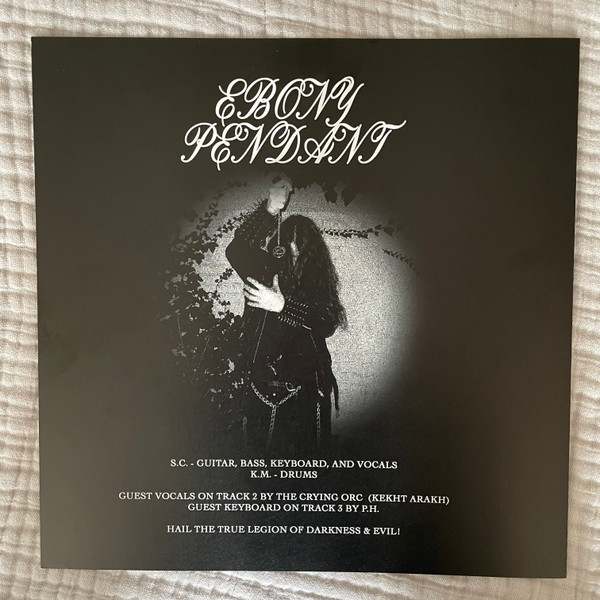 EBONY
PENDANT
S.C. - GUITAR, BASS, KEYBOARD, AND VOCALS
K.M. - DRUMS
GUEST VOCALS ON TRACK 2 BY THE CRYING ORC (KEKHT ARAKH)
GUEST KEYBOARD ON TRACK 3 BY P.H.
HAIL THE TRUE LEGION OF DARKNESS & EVIL!